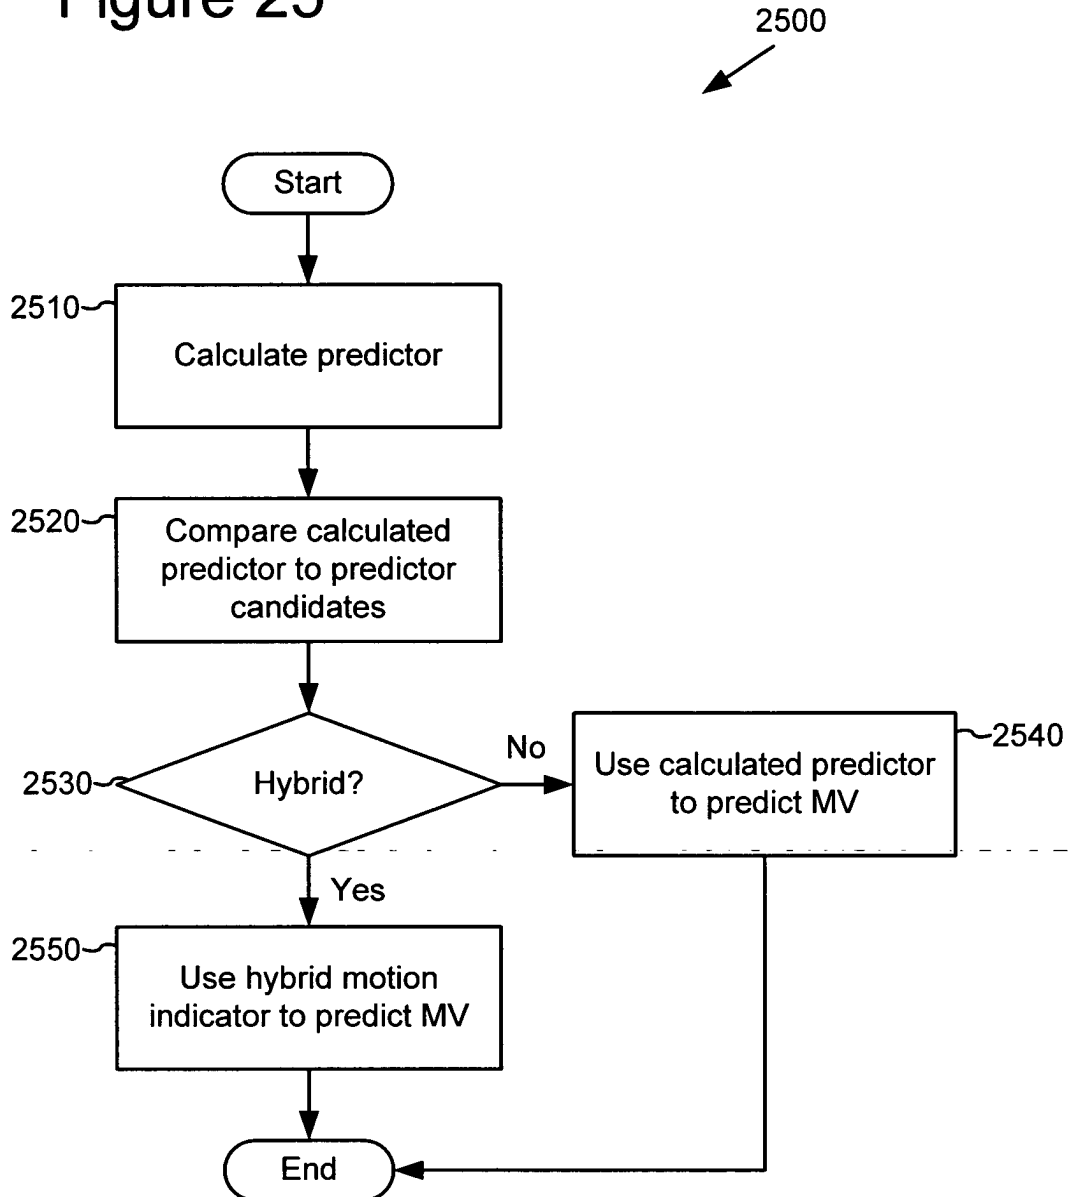 Figure 25
2500
Start
2510
Calculate predictor
2520
Compare calculated
predictor to predictor
candidates
2530
Hybrid?
No
Use calculated predictor
to predict MV
2540
Yes
2550
Use hybrid motion
indicator to predict MV
End